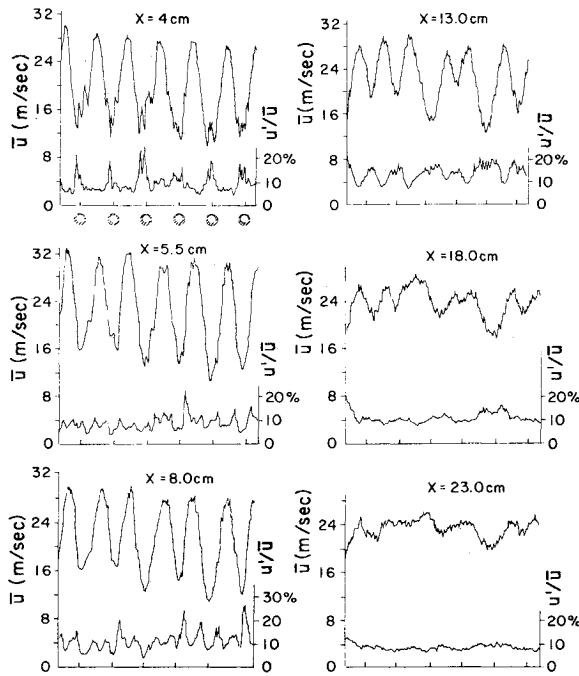 X = 4cm
ū (m/sec)
32
24
16
8
0
u'/ū
20%
10
0
X = 13.0cm
ū (m/sec)
32
24
16
8
0
u'/ū
20%
10
0
X = 5.5cm
ū (m/sec)
32
24
16
8
0
u'/ū
20%
10
0
X = 18.0cm
ū (m/sec)
32
24
16
8
0
u'/ū
20%
10
0
X = 8.0cm
ū (m/sec)
32
24
16
8
0
u'/ū
30%
20
10
0
X = 23.0cm
ū (m/sec)
32
24
16
8
0
u'/ū
20%
10
0